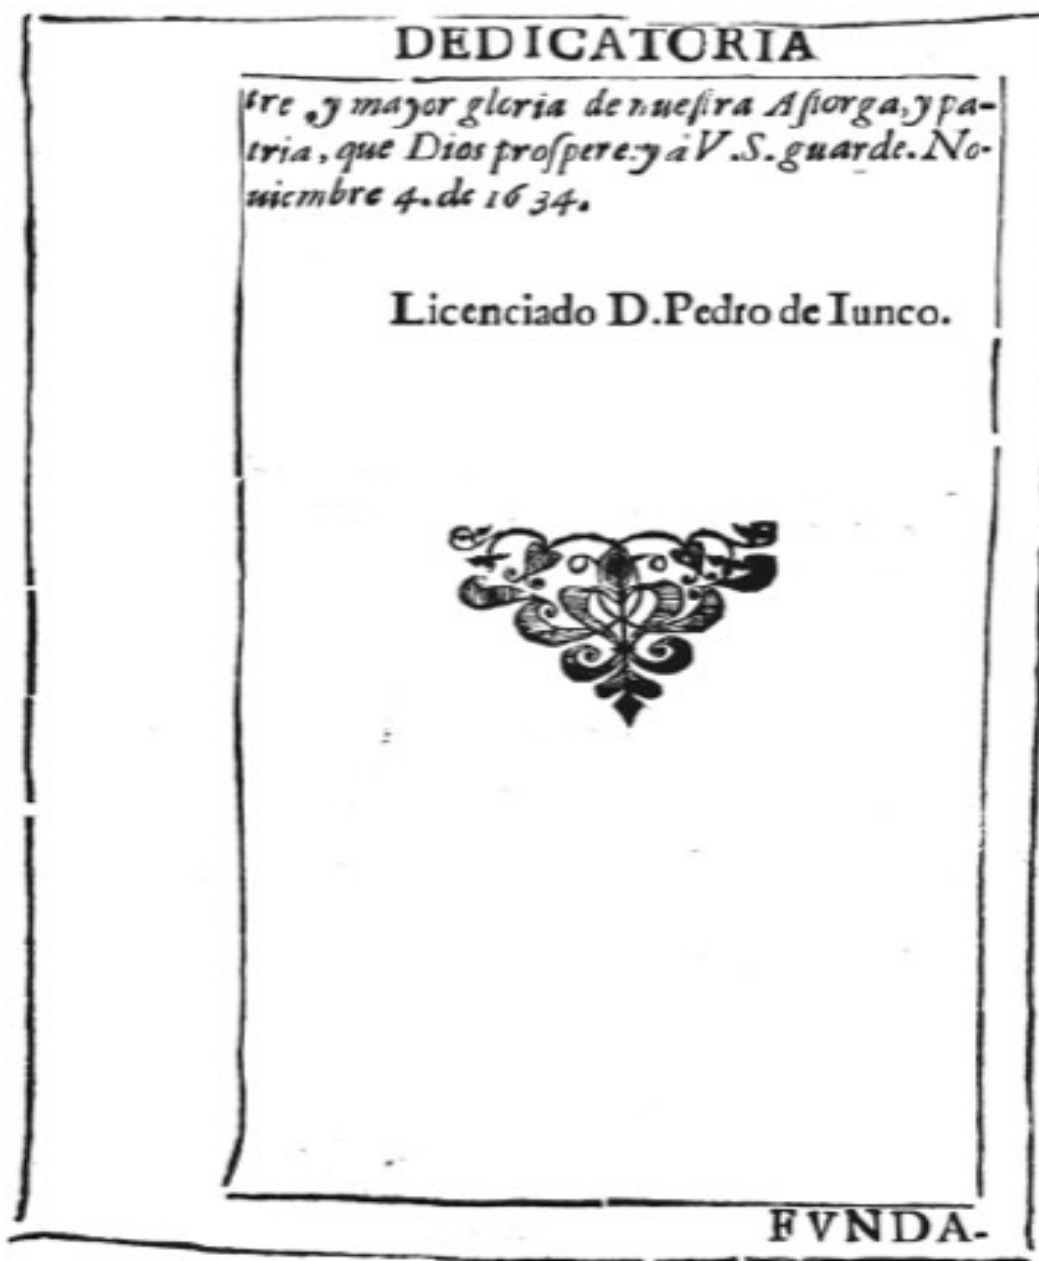 DEDICATORIA
tre, y mayor gloria de nueſtra Aſtorga, y pa-
tria, que Dios proſpere: y à V.S. guarde. No-
uiembre 4. de 1634.
Licenciado D. Pedro de Iunco.
FVNDA-